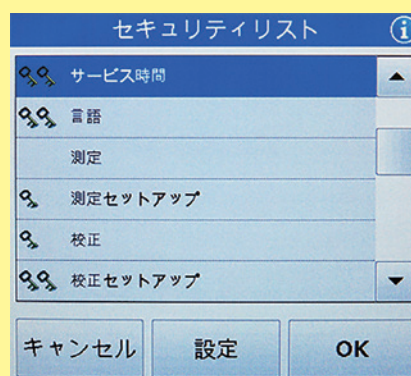 セキュリティリスト
サービス時間
言語
測定
測定セットアップ
校正
校正セットアップ
キャンセル 設定 OK